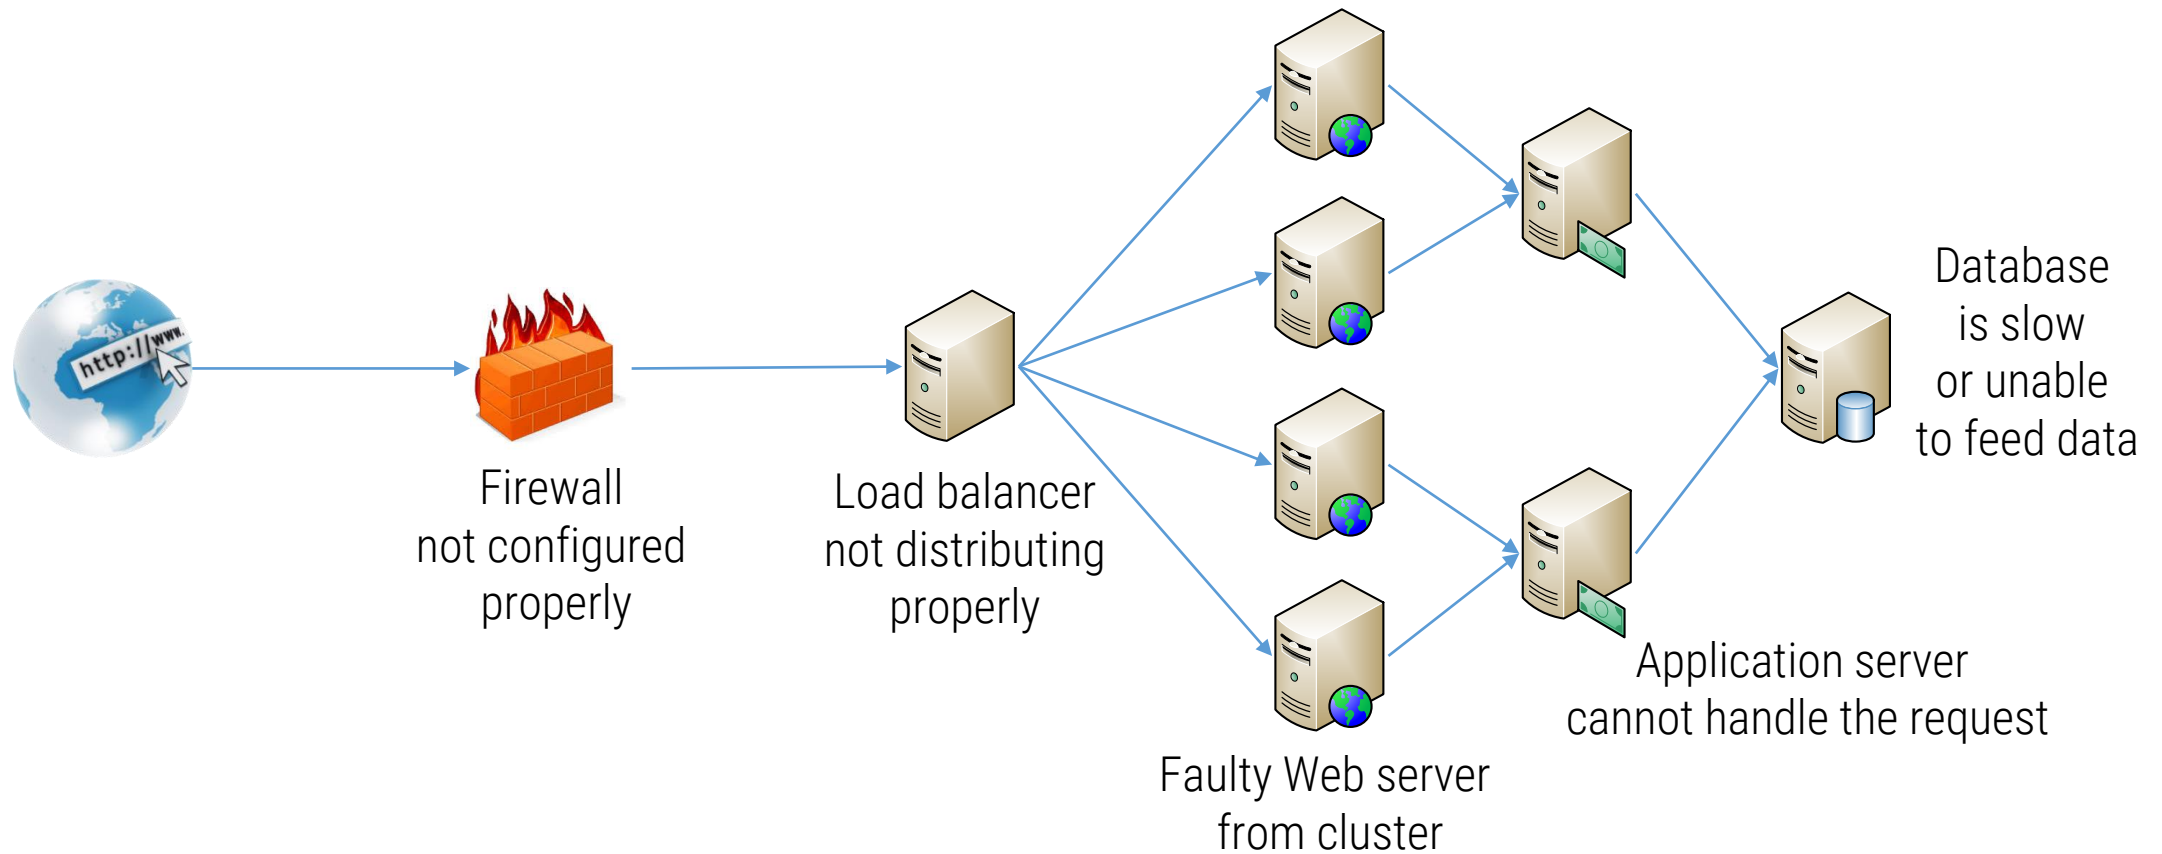 http://www.
Firewall
not configured
properly
Load balancer
not distributing
properly
Faulty Web server
from cluster
Application server
cannot handle the request
Database
is slow
or unable
to feed data